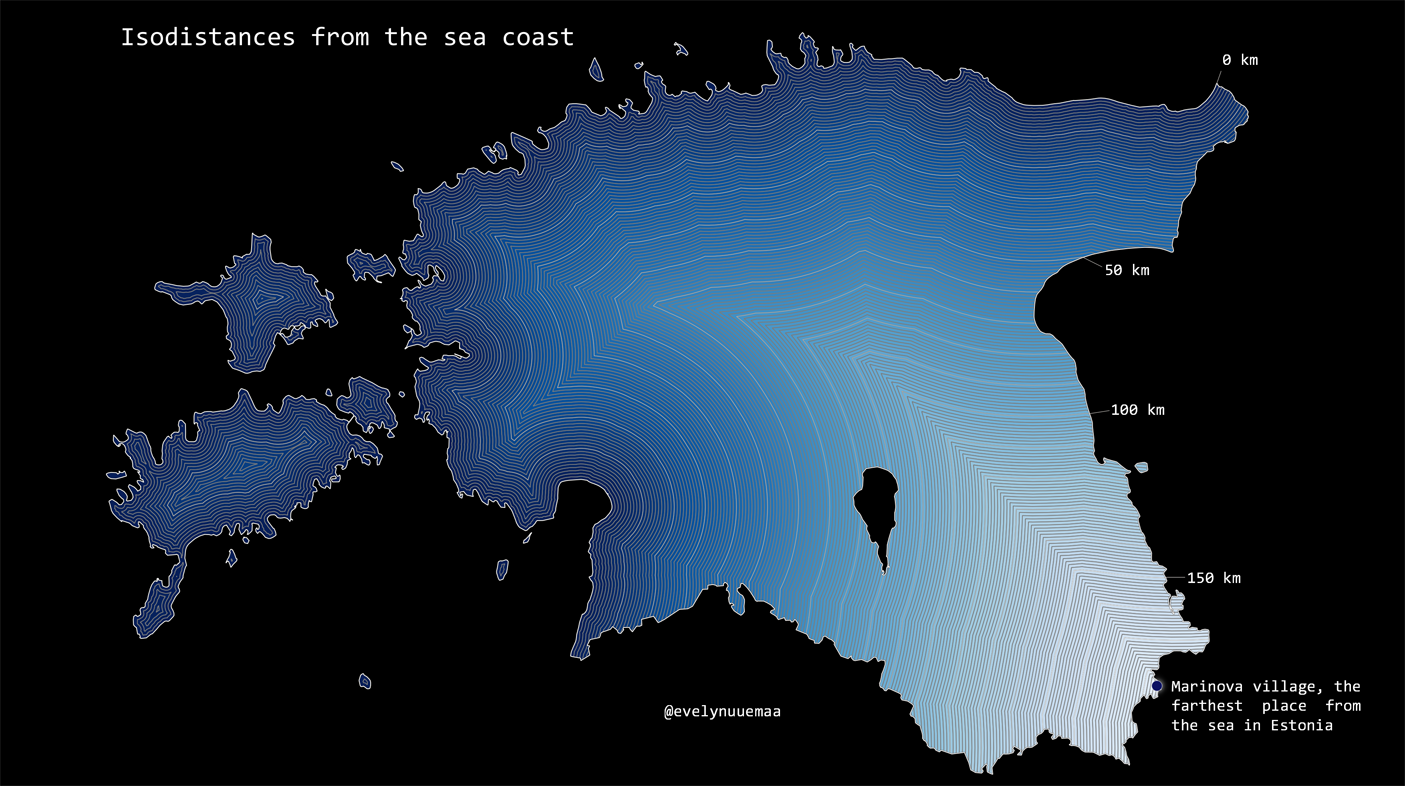 Isodistances from the sea coast
0 km
50 km
100 km
150 km
Marinova village, the
farthest place from
the sea in Estonia
@evelynuuemaa